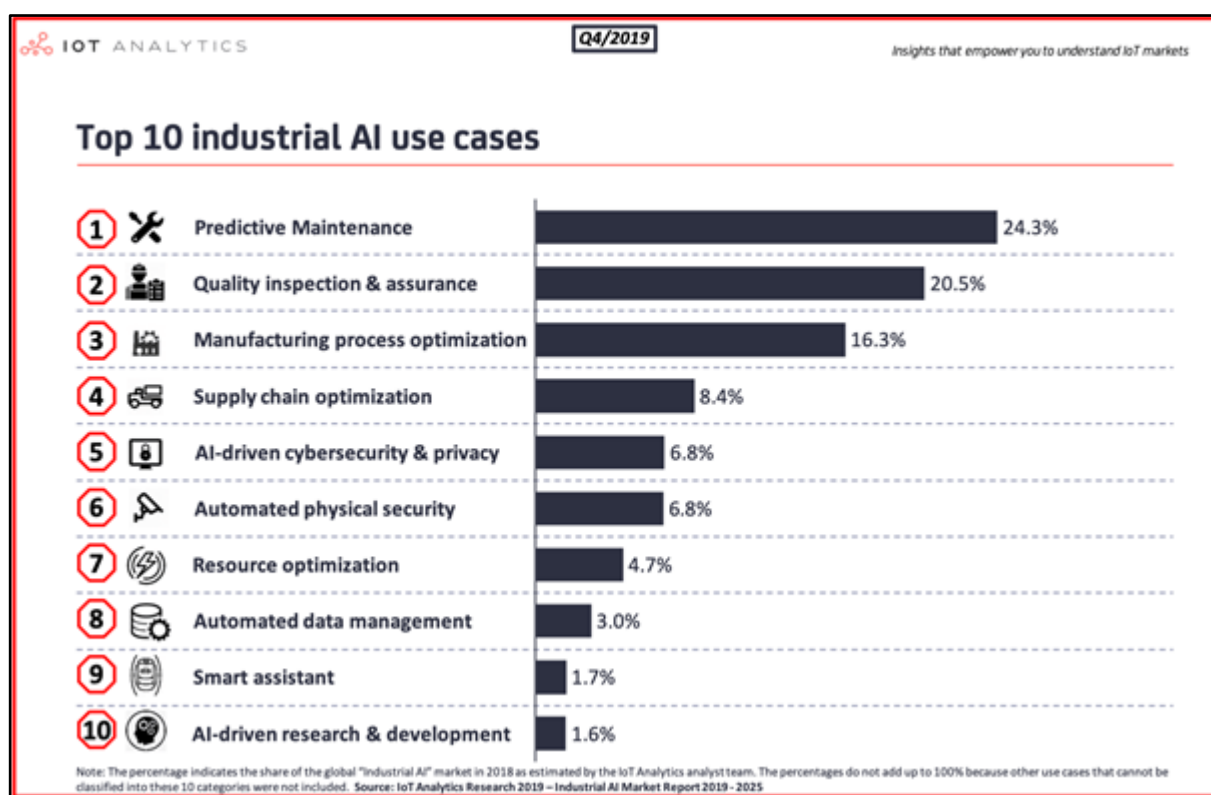 IOT ANALYTICS
Q4/2019
Insights that empower you to understand IoT markets
Top 10 industrial AI use cases
1 Predictive Maintenance 24.3%
2 Quality inspection & assurance 20.5%
3 Manufacturing process optimization 16.3%
4 Supply chain optimization 8.4%
5 AI-driven cybersecurity & privacy 6.8%
6 Automated physical security 6.8%
7 Resource optimization 4.7%
8 Automated data management 3.0%
9 Smart assistant 1.7%
10 AI-driven research & development 1.6%
Note: The percentage indicates the share of the global "Industrial AI" market in 2018 as estimated by the IoT Analytics analyst team. The percentages do not add up to 100% because other use cases that cannot be
classified into these 10 categories were not included. Source: IoT Analytics Research 2019 – Industrial AI Market Report 2019 - 2025